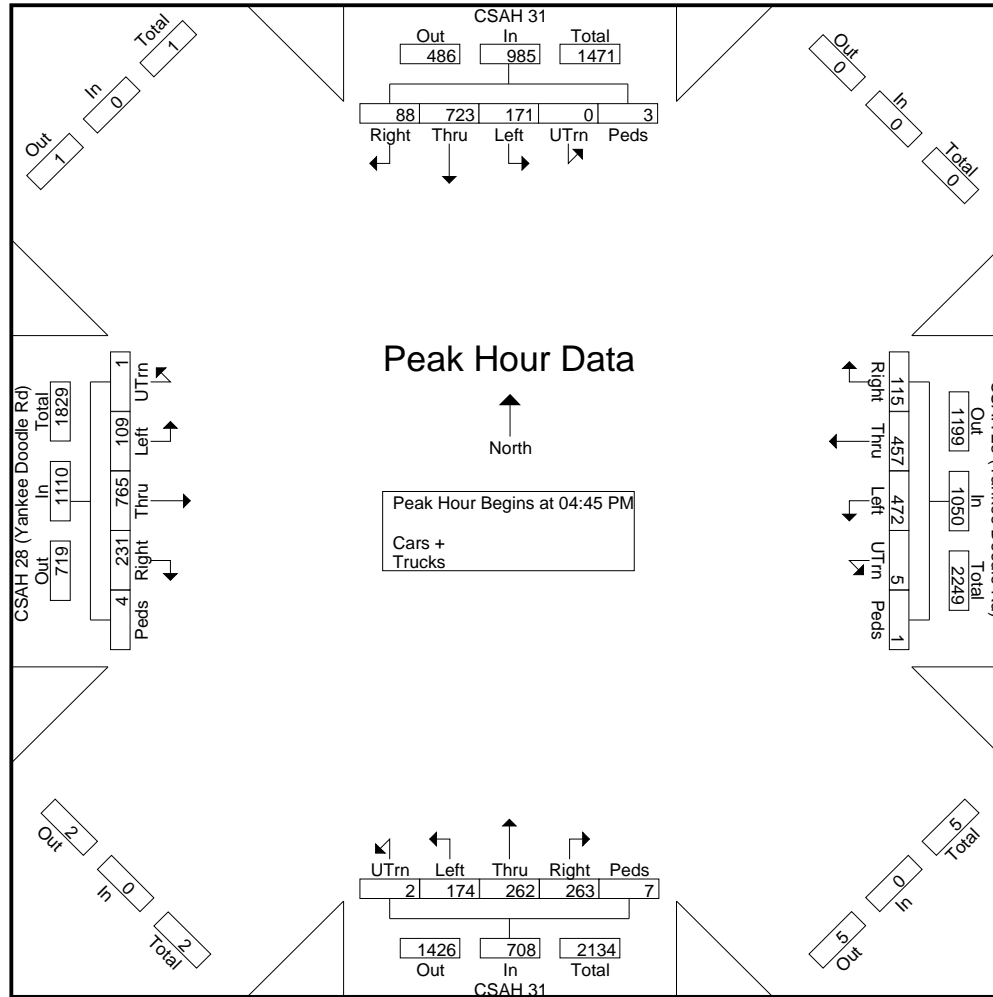 CSAH 31
Out In Total
486 985 1471
88 723 171 0 3
Right Thru Left UTrn Peds
Out In Total
1 0 1
Out In Total
0 0 0
CSAH 28 (Yankee Doodle Rd)
Out In Total
719 1110 1829
1 109 765 231 4
UTrn Left Thru Right Peds
Peak Hour Data
North
Peak Hour Begins at 04:45 PM
Cars +
Trucks
Right Thru Left UTrn Peds
115 457 472 5 1
Out In Total
1199 1050 2249
Out In Total
2 0 2
UTrn Left Thru Right Peds
2 174 262 263 7
1426 708 2134
Out In Total
CSAH 31
Out In Total
5 0 5